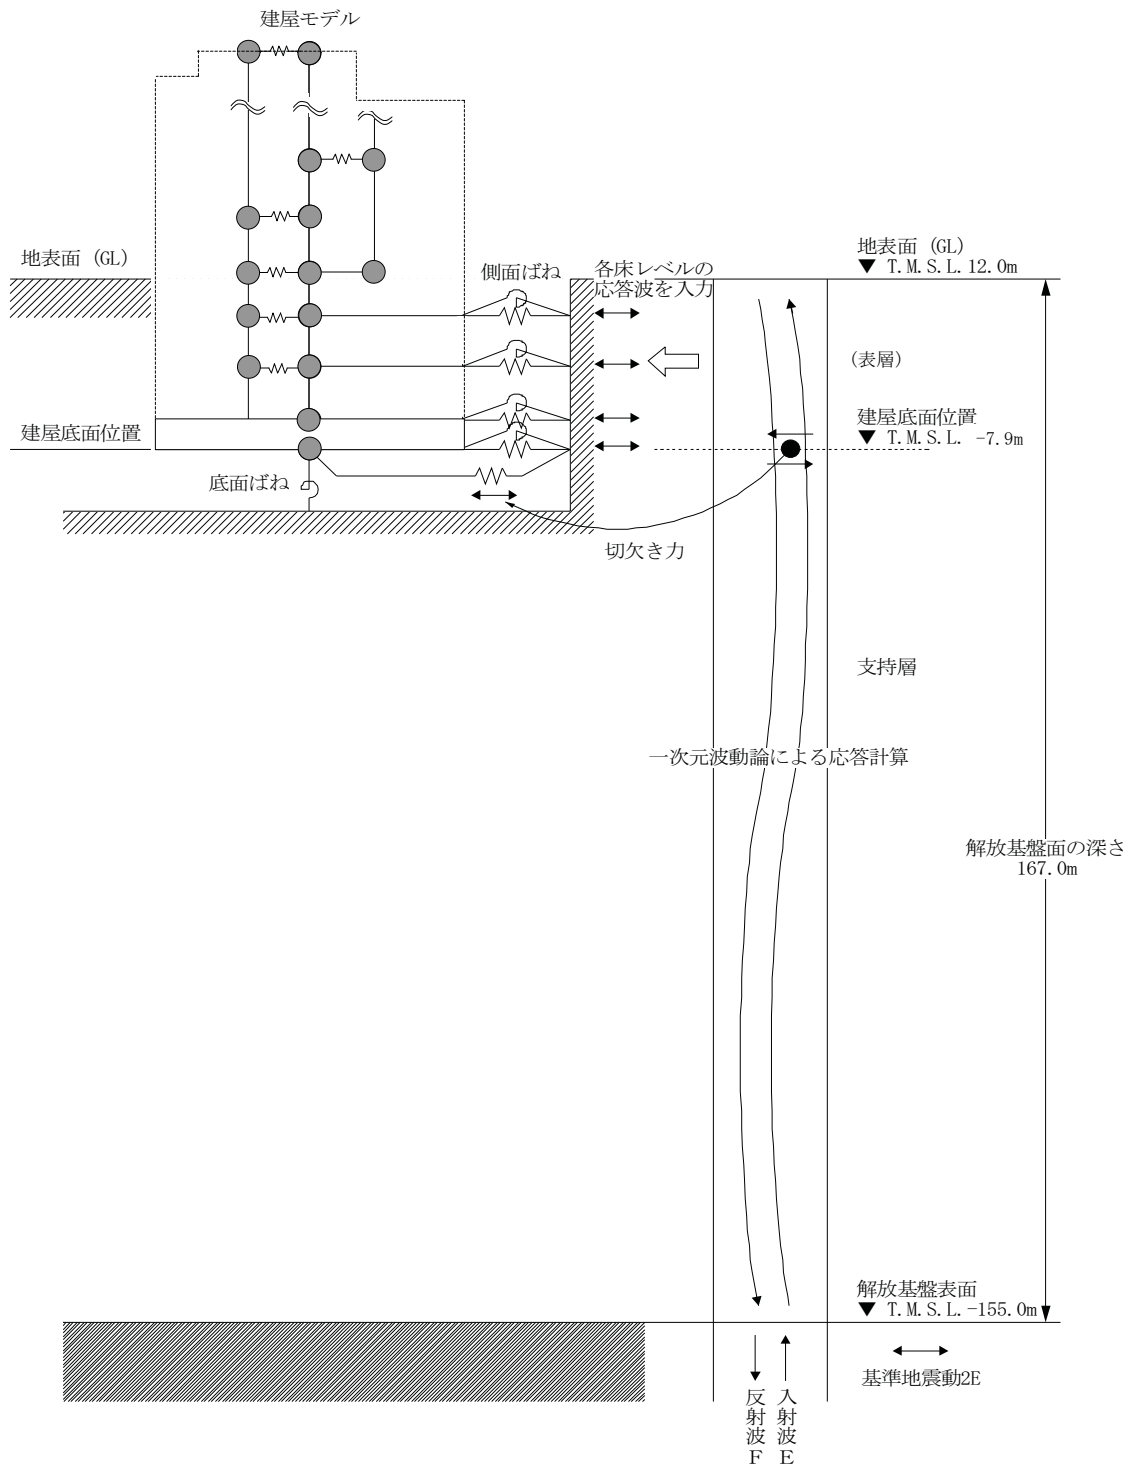 建屋モデル
地表面 (GL)
側面ばね
各床レベルの
応答波を入力
地表面 (GL)
▼ T.M.S.L.12.0m
(表層)
建屋底面位置
建屋底面位置
▼ T.M.S.L. -7.9m
底面ばね
切欠き力
支持層
一次元波動論による応答計算
解放基盤面の深さ
167.0m
解放基盤表面
▼ T.M.S.L.-155.0m
基準地震動2E
反射波F
入射波E